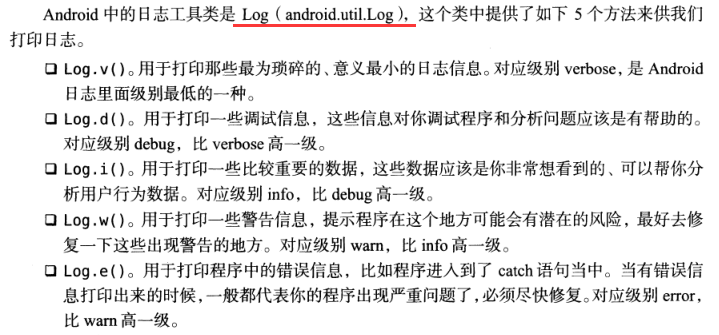 Android 中的日志工具类是 Log（android.util.Log），这个类中提供了如下 5 个方法来供我们
打印日志。
❑ Log.v()。用于打印那些最为琐碎的、意义最小的日志信息。对应级别 verbose，是 Android
日志里面级别最低的一种。
❑ Log.d()。用于打印一些调试信息，这些信息对你调试程序和分析问题应该是有帮助的。
对应级别 debug，比 verbose 高一级。
❑ Log.i()。用于打印一些比较重要的数据，这些数据应该是你非常想看到的、可以帮你分
析用户行为数据。对应级别 info，比 debug 高一级。
❑ Log.w()。用于打印一些警告信息，提示程序在这个地方可能会有潜在的风险，最好去修
复一下这些出现警告的地方。对应级别 warn，比 info 高一级。
❑ Log.e()。用于打印程序中的错误信息，比如程序进入到了 catch 语句当中。当有错误信
息打印出来的时候，一般都代表你的程序出现严重问题了，必须尽快修复。对应级别 error，
比 warn 高一级。